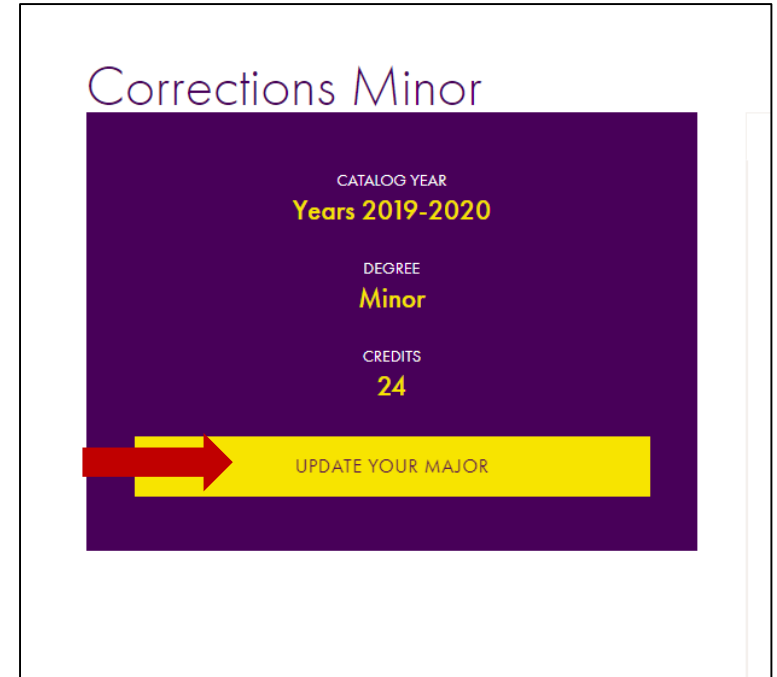 Corrections Minor
CATALOG YEAR
Years 2019-2020
DEGREE
Minor
CREDITS
24
UPDATE YOUR MAJOR